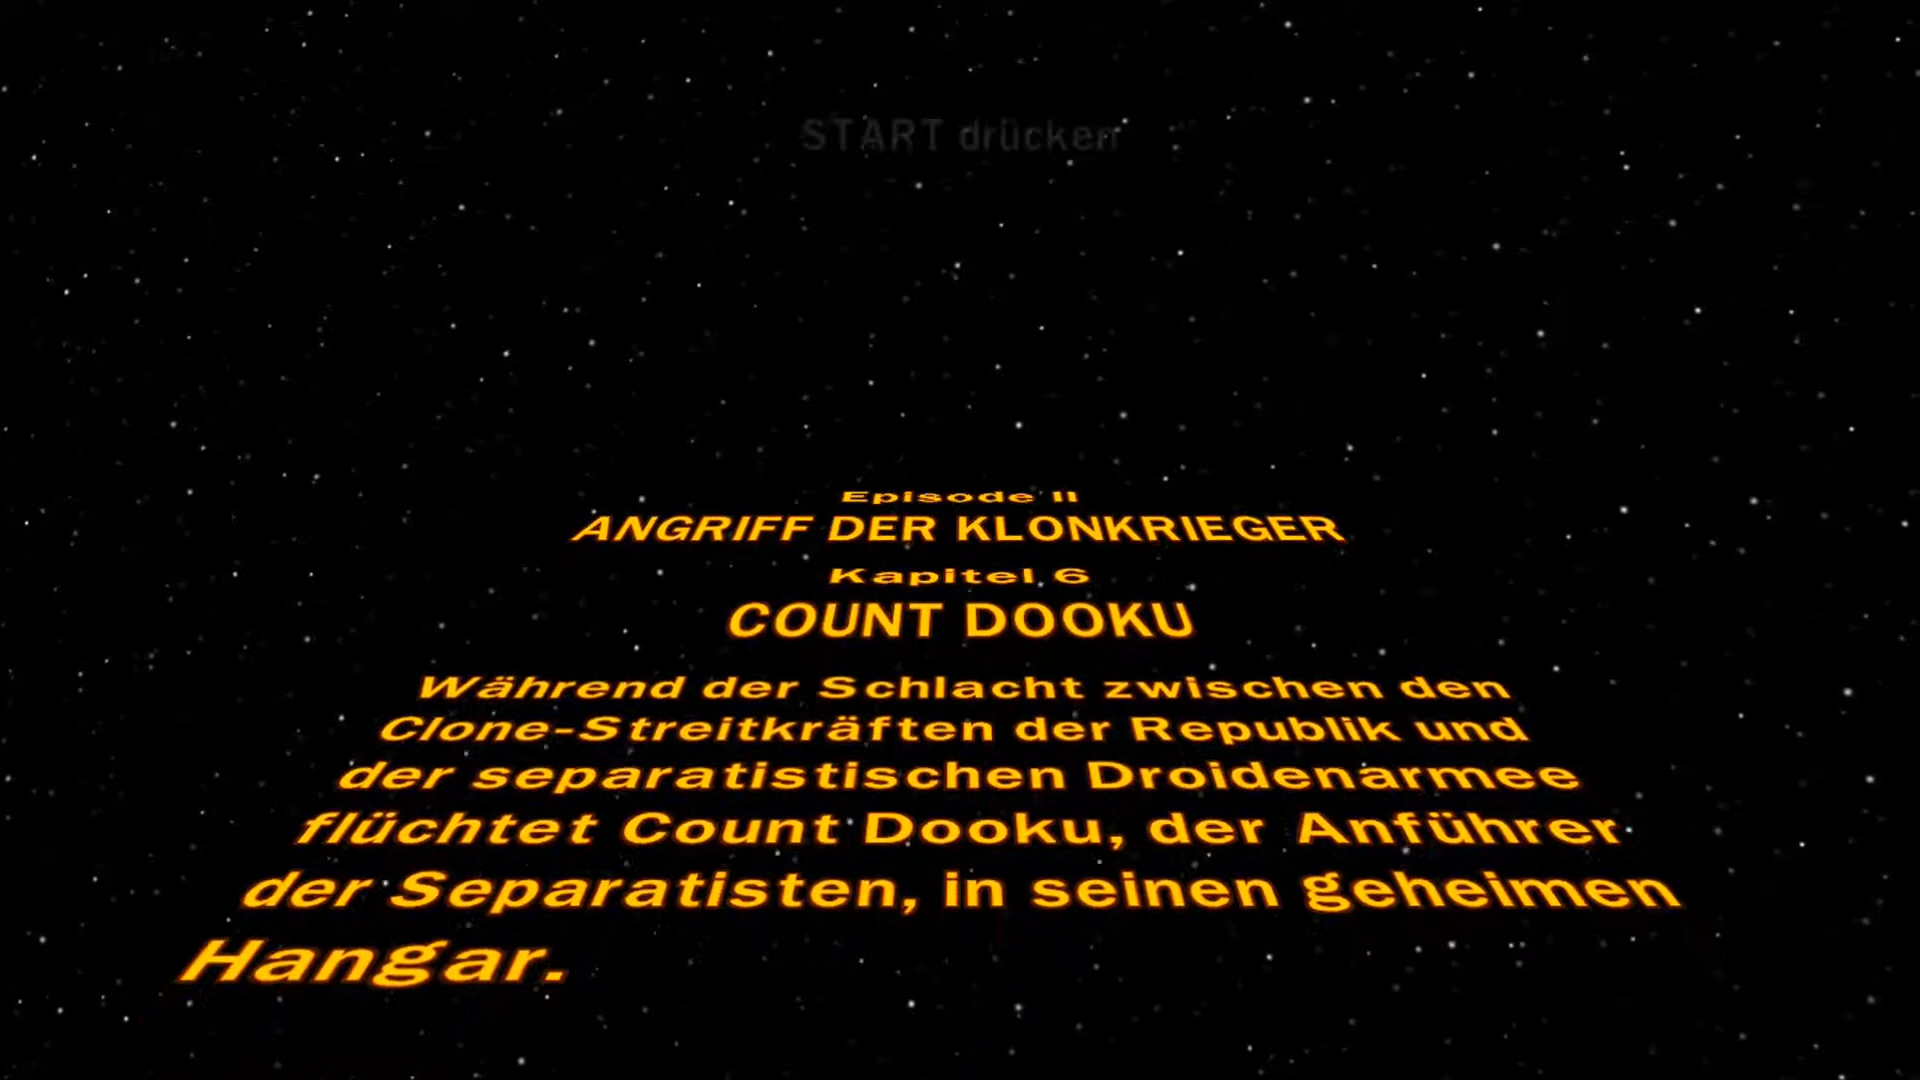 START drücken
Episode II
ANGRIFF DER KLONKRIEGER
Kapitel 6
COUNT DOOKU
Während der Schlacht zwischen den
Clone-Streitkräften der Republik und
der separatistischen Droidenarmee
flüchtet Count Dooku, der Anführer
der Separatisten, in seinen geheimen
Hangar.